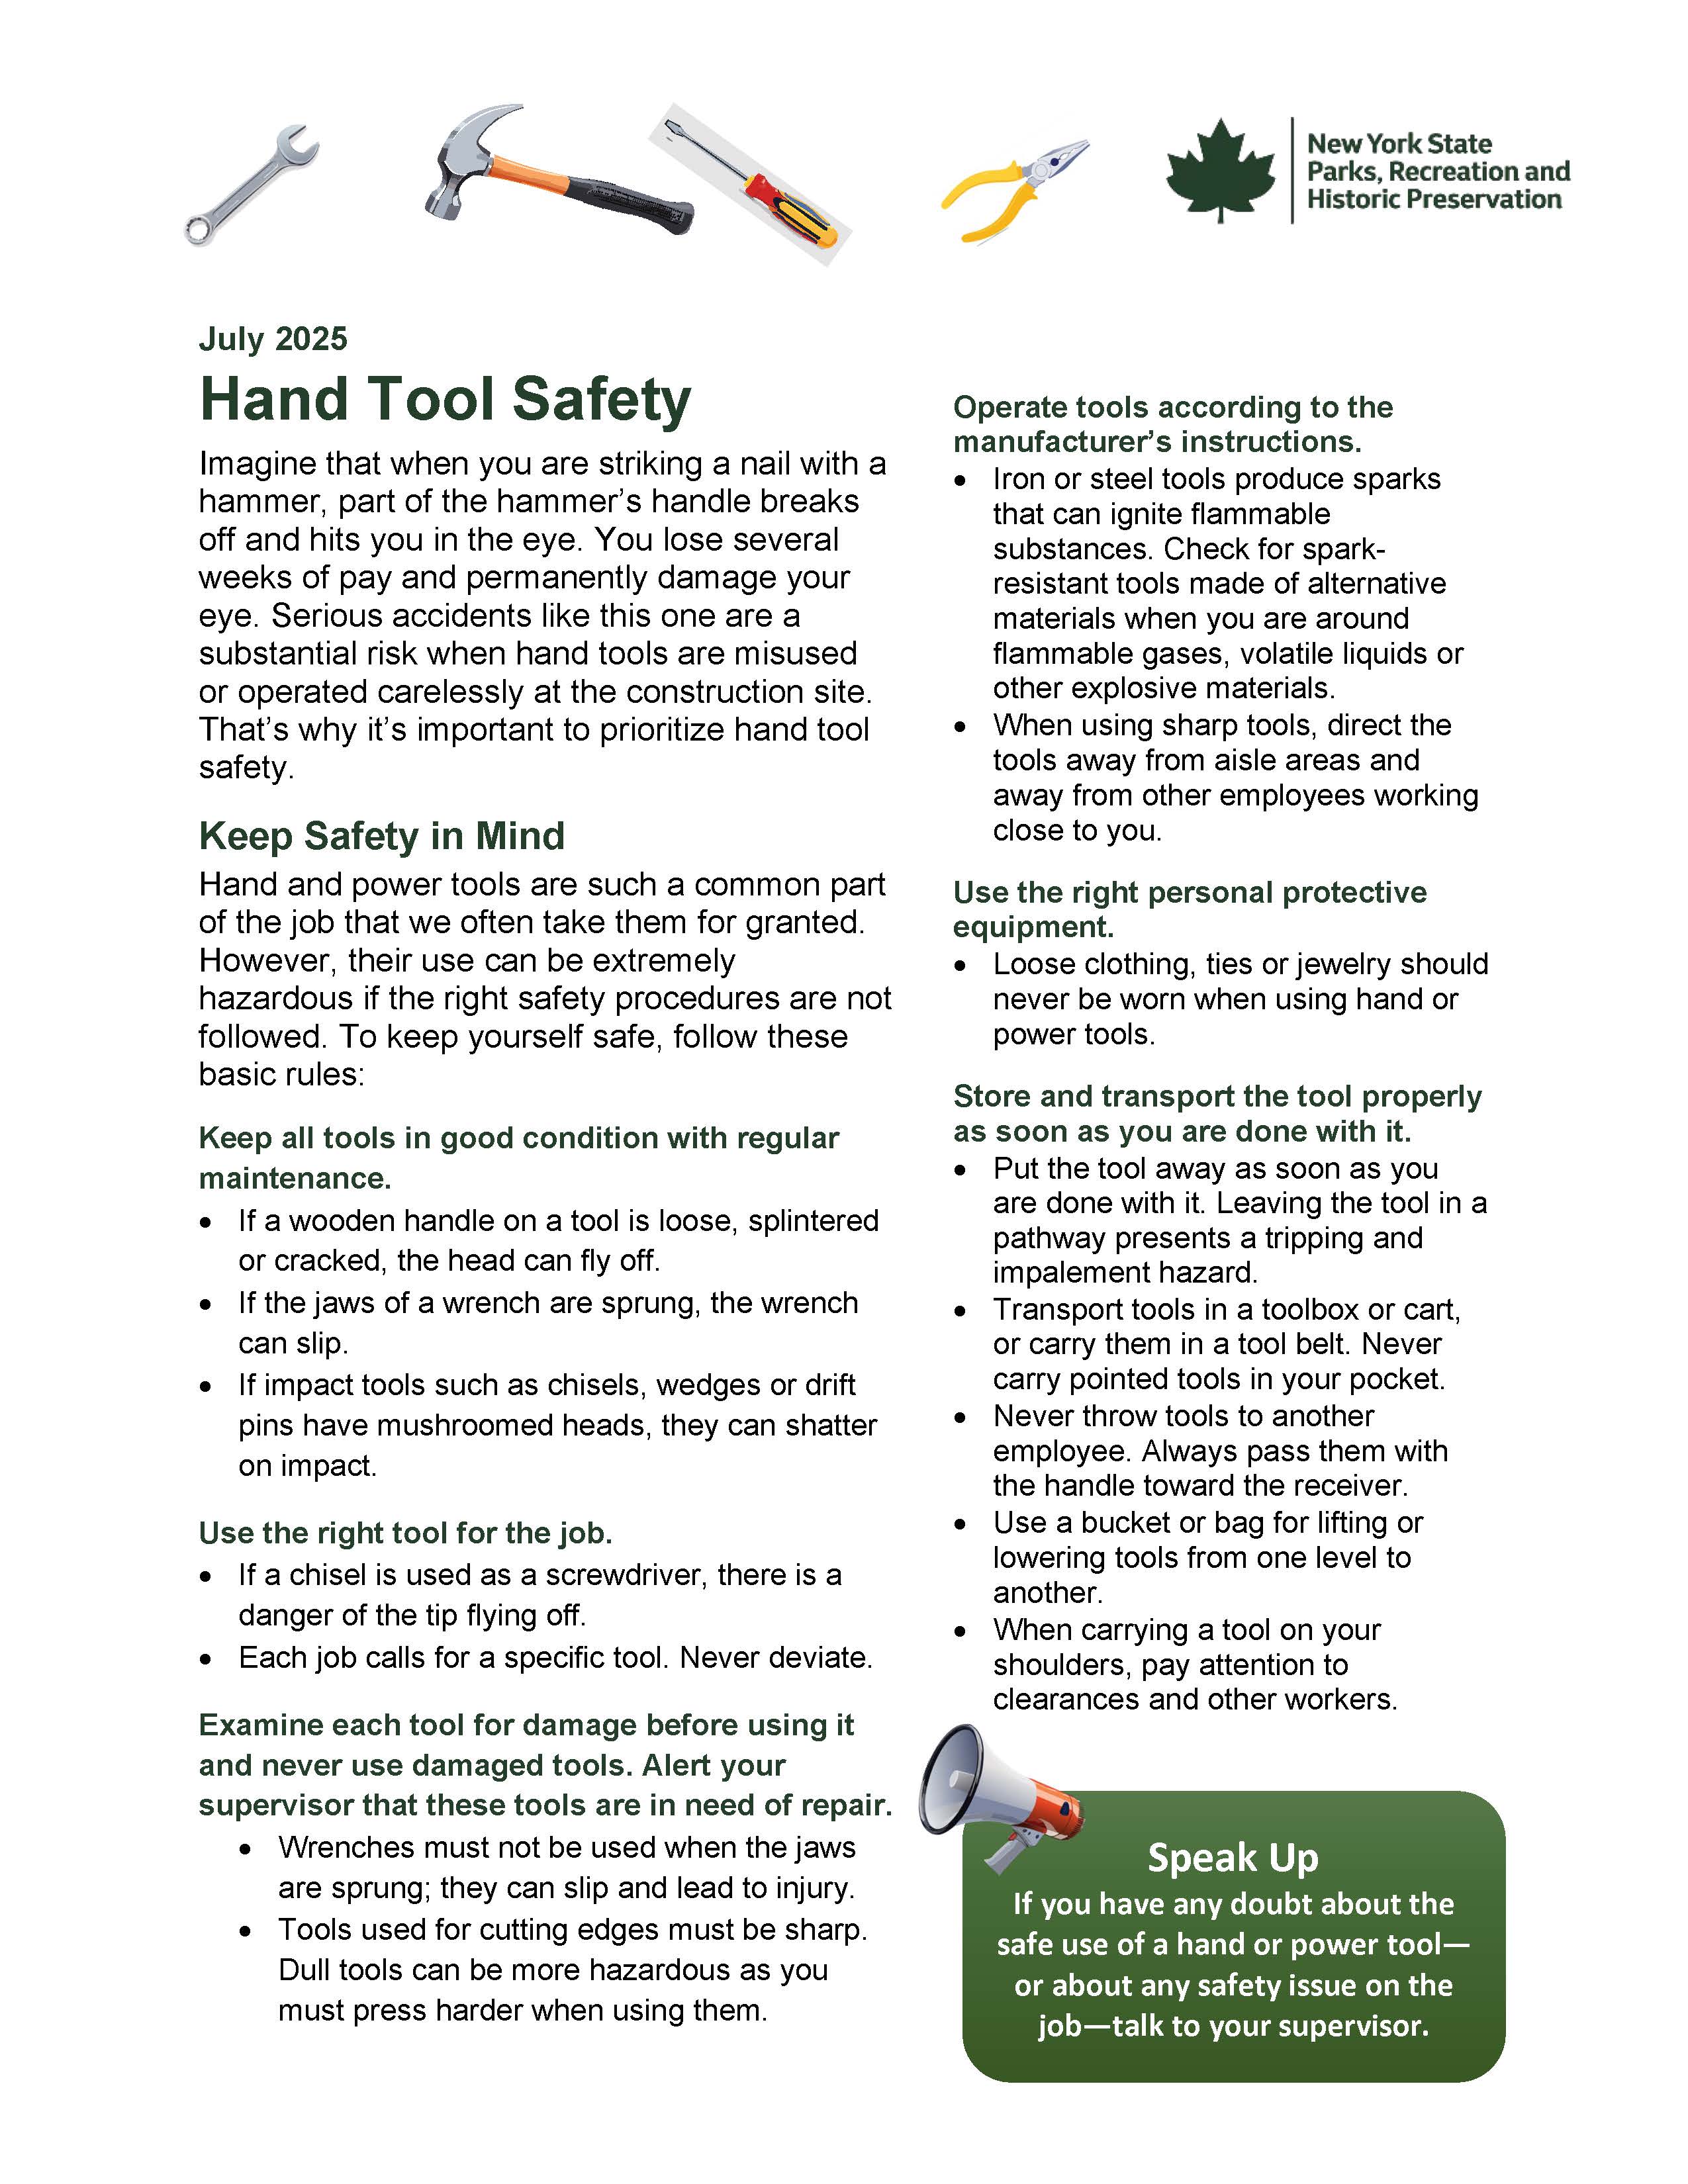 New York State
Parks, Recreation and
Historic Preservation
July 2025
Hand Tool Safety
Imagine that when you are striking a nail with a
hammer, part of the hammer’s handle breaks
off and hits you in the eye. You lose several
weeks of pay and permanently damage your
eye. Serious accidents like this one are a
substantial risk when hand tools are misused
or operated carelessly at the construction site.
That’s why it’s important to prioritize hand tool
safety.
Keep Safety in Mind
Hand and power tools are such a common part
of the job that we often take them for granted.
However, their use can be extremely
hazardous if the right safety procedures are not
followed. To keep yourself safe, follow these
basic rules:
Keep all tools in good condition with regular
maintenance.
• If a wooden handle on a tool is loose, splintered
or cracked, the head can fly off.
• If the jaws of a wrench are sprung, the wrench
can slip.
• If impact tools such as chisels, wedges or drift
pins have mushroomed heads, they can shatter
on impact.
Use the right tool for the job.
• If a chisel is used as a screwdriver, there is a
danger of the tip flying off.
• Each job calls for a specific tool. Never deviate.
Examine each tool for damage before using it
and never use damaged tools. Alert your
supervisor that these tools are in need of repair.
• Wrenches must not be used when the jaws
are sprung; they can slip and lead to injury.
• Tools used for cutting edges must be sharp.
Dull tools can be more hazardous as you
must press harder when using them.
Operate tools according to the
manufacturer’s instructions.
• Iron or steel tools produce sparks
that can ignite flammable
substances. Check for spark-
resistant tools made of alternative
materials when you are around
flammable gases, volatile liquids or
other explosive materials.
• When using sharp tools, direct the
tools away from aisle areas and
away from other employees working
close to you.
Use the right personal protective
equipment.
• Loose clothing, ties or jewelry should
never be worn when using hand or
power tools.
Store and transport the tool properly
as soon as you are done with it.
• Put the tool away as soon as you
are done with it. Leaving the tool in a
pathway presents a tripping and
impalement hazard.
• Transport tools in a toolbox or cart,
or carry them in a tool belt. Never
carry pointed tools in your pocket.
• Never throw tools to another
employee. Always pass them with
the handle toward the receiver.
• Use a bucket or bag for lifting or
lowering tools from one level to
another.
• When carrying a tool on your
shoulders, pay attention to
clearances and other workers.
Speak Up
If you have any doubt about the
safe use of a hand or power tool—
or about any safety issue on the
job—talk to your supervisor.